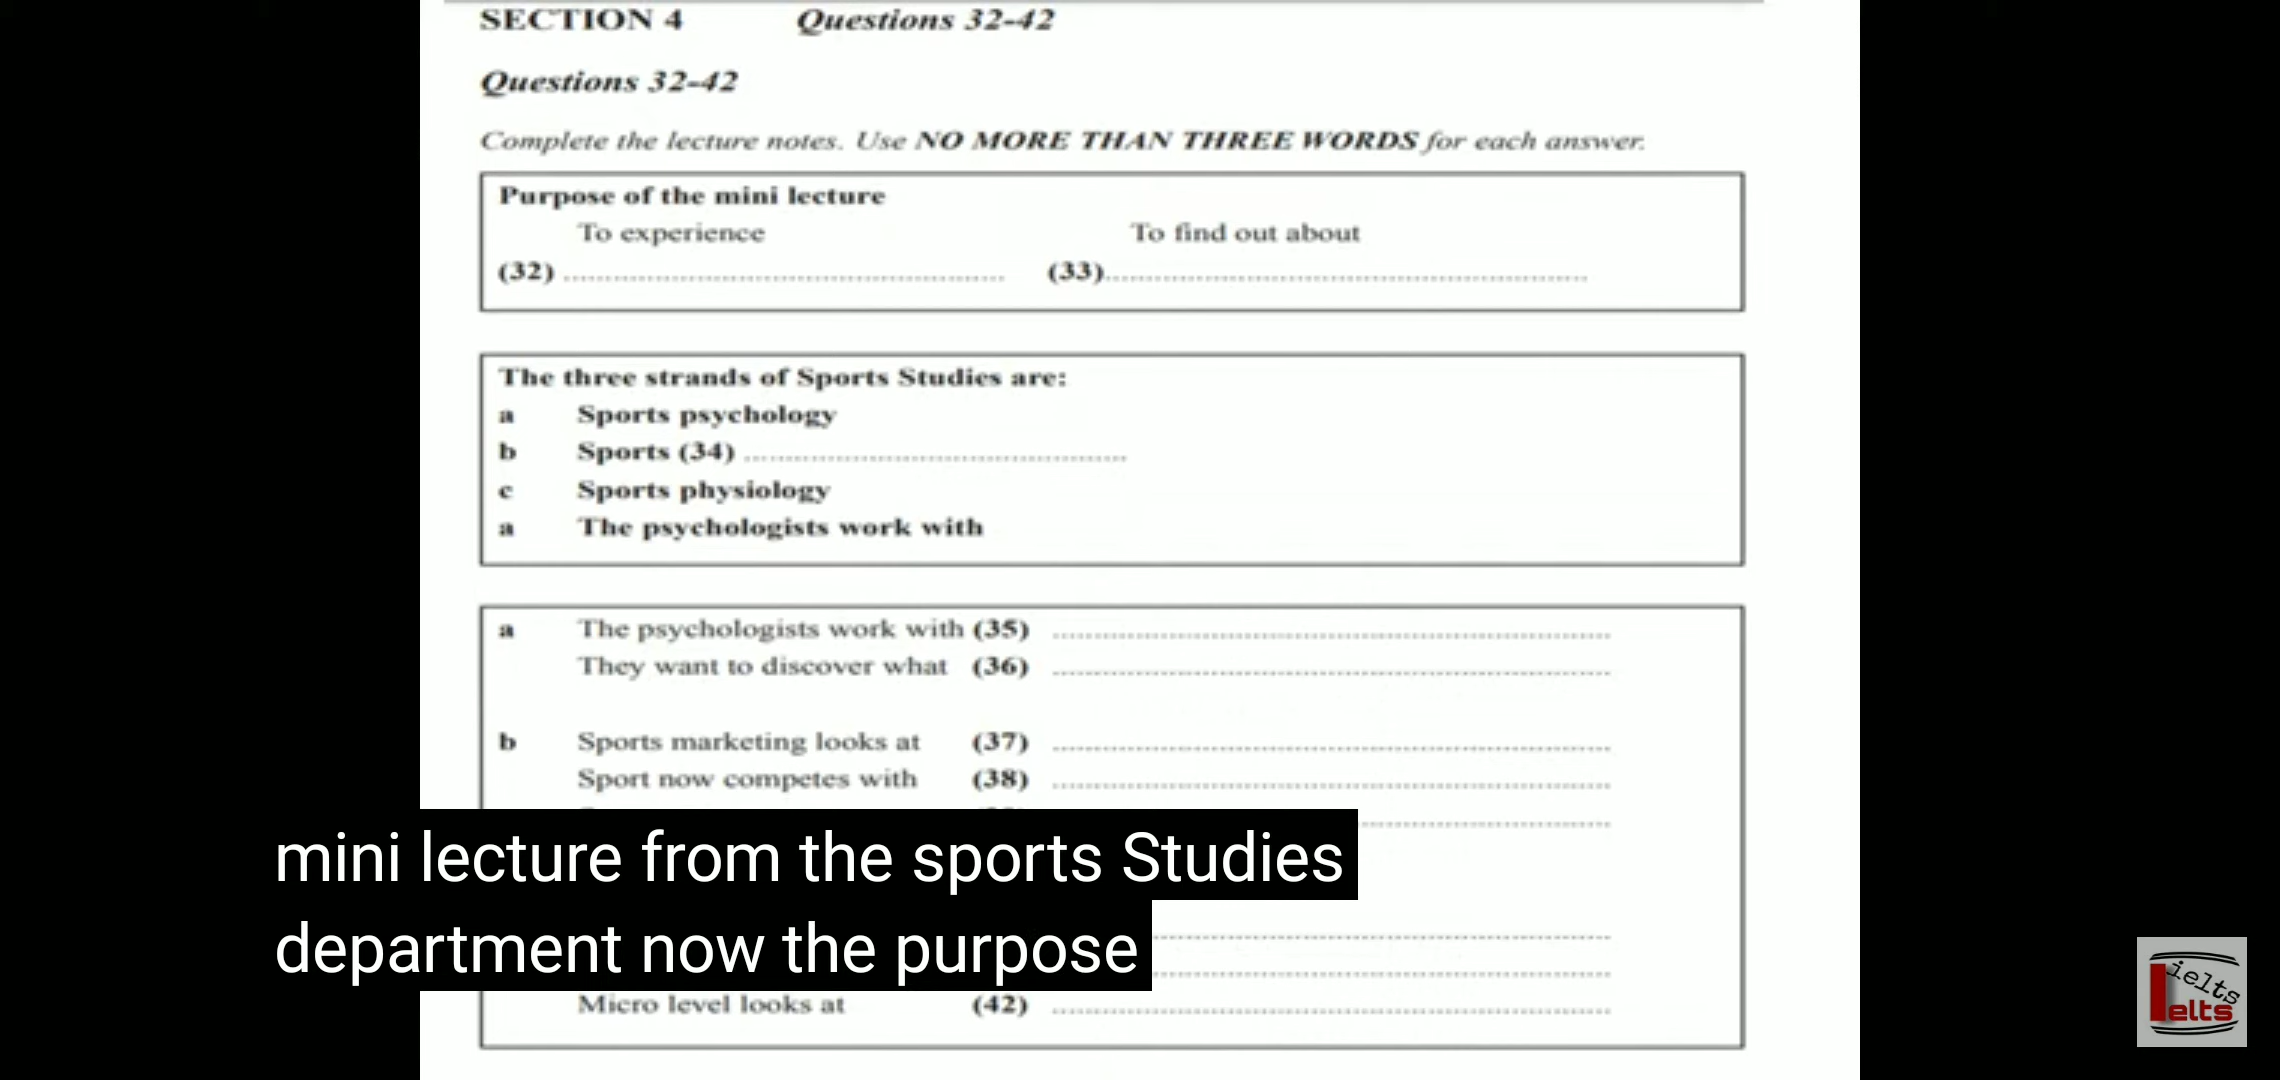 SECTION 4 Questions 32-42
Questions 32-42
Complete the lecture notes. Use NO MORE THAN THREE WORDS for each answer.
Purpose of the mini lecture
To experience To find out about
(32) ........................................ (33)........................................
The three strands of Sports Studies are:
a Sports psychology
b Sports (34) ........................................
c Sports physiology
a The psychologists work with
a The psychologists work with (35) ........................................
They want to discover what (36) ........................................
b Sports marketing looks at (37) ........................................
Sport now competes with (38) ........................................
mini lecture from the sports Studies
department now the purpose
Micro level looks at (42) ........................................
ielts
Ielts